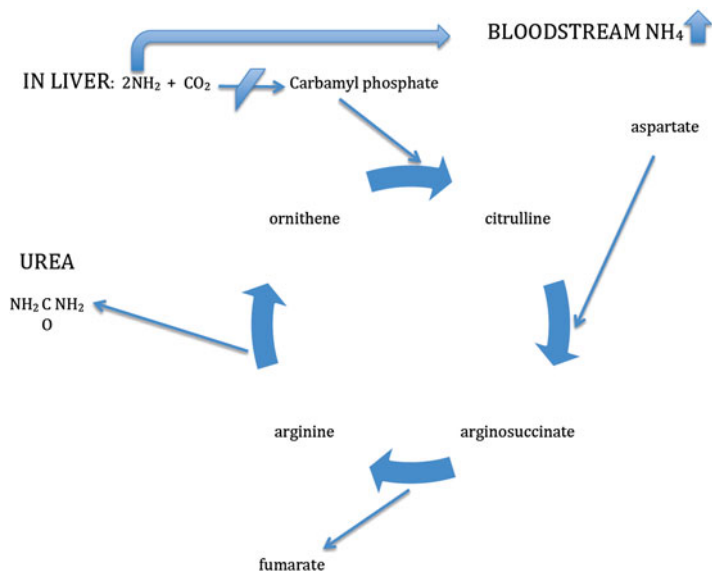 BLOODSTREAM NH₄
IN LIVER: 2NH₂ + CO₂
Carbamyl phosphate
aspartate
ornithene
citrulline
UREA
NH₂ C NH₂
O
arginine
arginosuccinate
fumarate